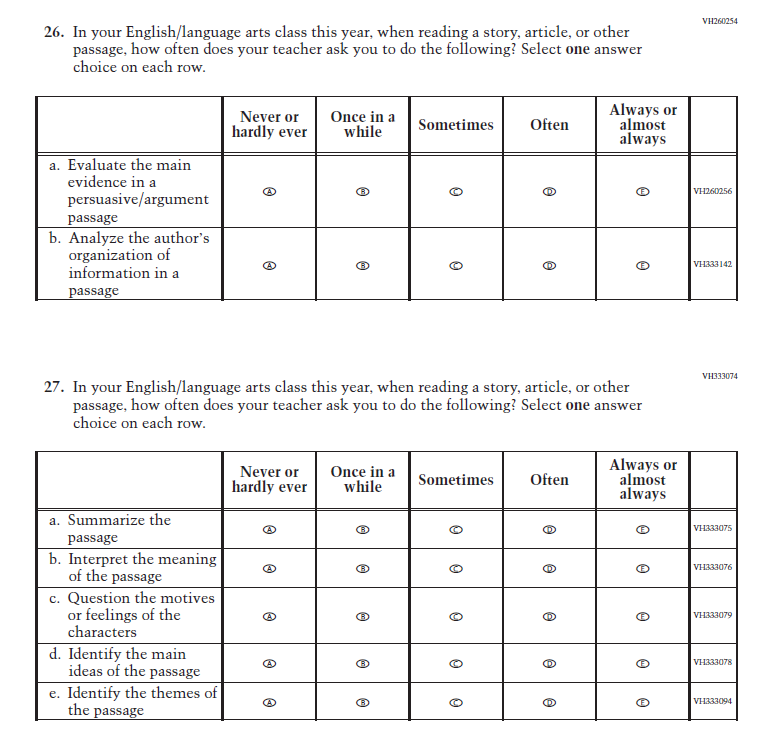 VH260254
26. In your English/language arts class this year, when reading a story, article, or other
passage, how often does your teacher ask you to do the following? Select one answer
choice on each row.
Never or
hardly ever
Once in a
while
Sometimes
Often
Always or
almost
always
a. Evaluate the main
evidence in a
persuasive/argument
passage
A B C D E VH260256
b. Analyze the author's
organization of
information in a
passage
A B C D E VH333142
VH333074
27. In your English/language arts class this year, when reading a story, article, or other
passage, how often does your teacher ask you to do the following? Select one answer
choice on each row.
Never or
hardly ever
Once in a
while
Sometimes
Often
Always or
almost
always
a. Summarize the
passage
A B C D E VH333075
b. Interpret the meaning
of the passage
A B C D E VH333076
c. Question the motives
or feelings of the
characters
A B C D E VH333079
d. Identify the main
ideas of the passage
A B C D E VH333078
e. Identify the themes of
the passage
A B C D E VH333094